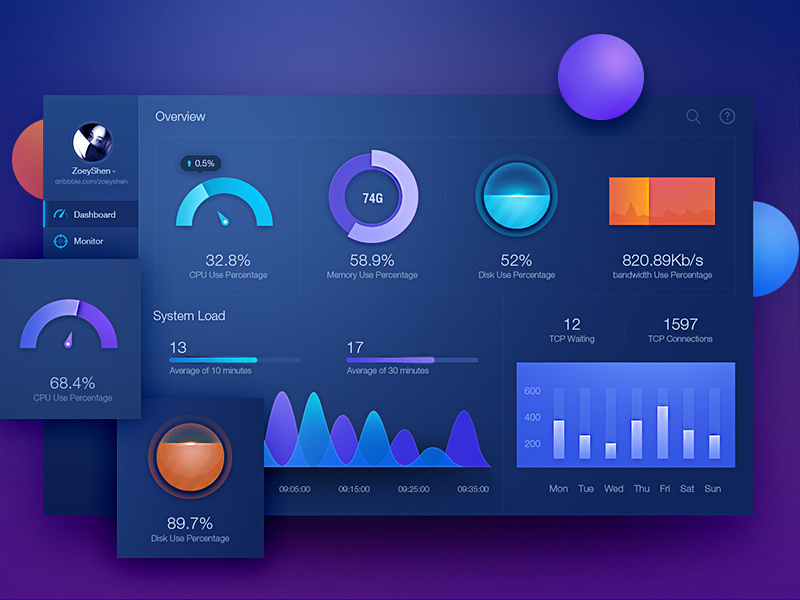 Overview
ZoeyShen
dribbble.com/zoeyshen
Dashboard
Monitor
0.5%
32.8%
CPU Use Percentage
74G
58.9%
Memory Use Percentage
52%
Disk Use Percentage
820.89Kb/s
bandwidth Use Percentage
?
68.4%
CPU Use Percentage
System Load
13
Average of 10 minutes
17
Average of 30 minutes
09:05:00 09:15:00 09:25:00 09:35:00
89.7%
Disk Use Percentage
12
TCP Waiting
1597
TCP Connections
600
400
200
Mon Tue Wed Thu Fri Sat Sun